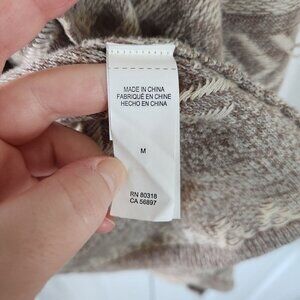 MADE IN CHINA
FABRIQUÉ EN CHINE
HECHO EN CHINA
M
RN 80318
CA 56897